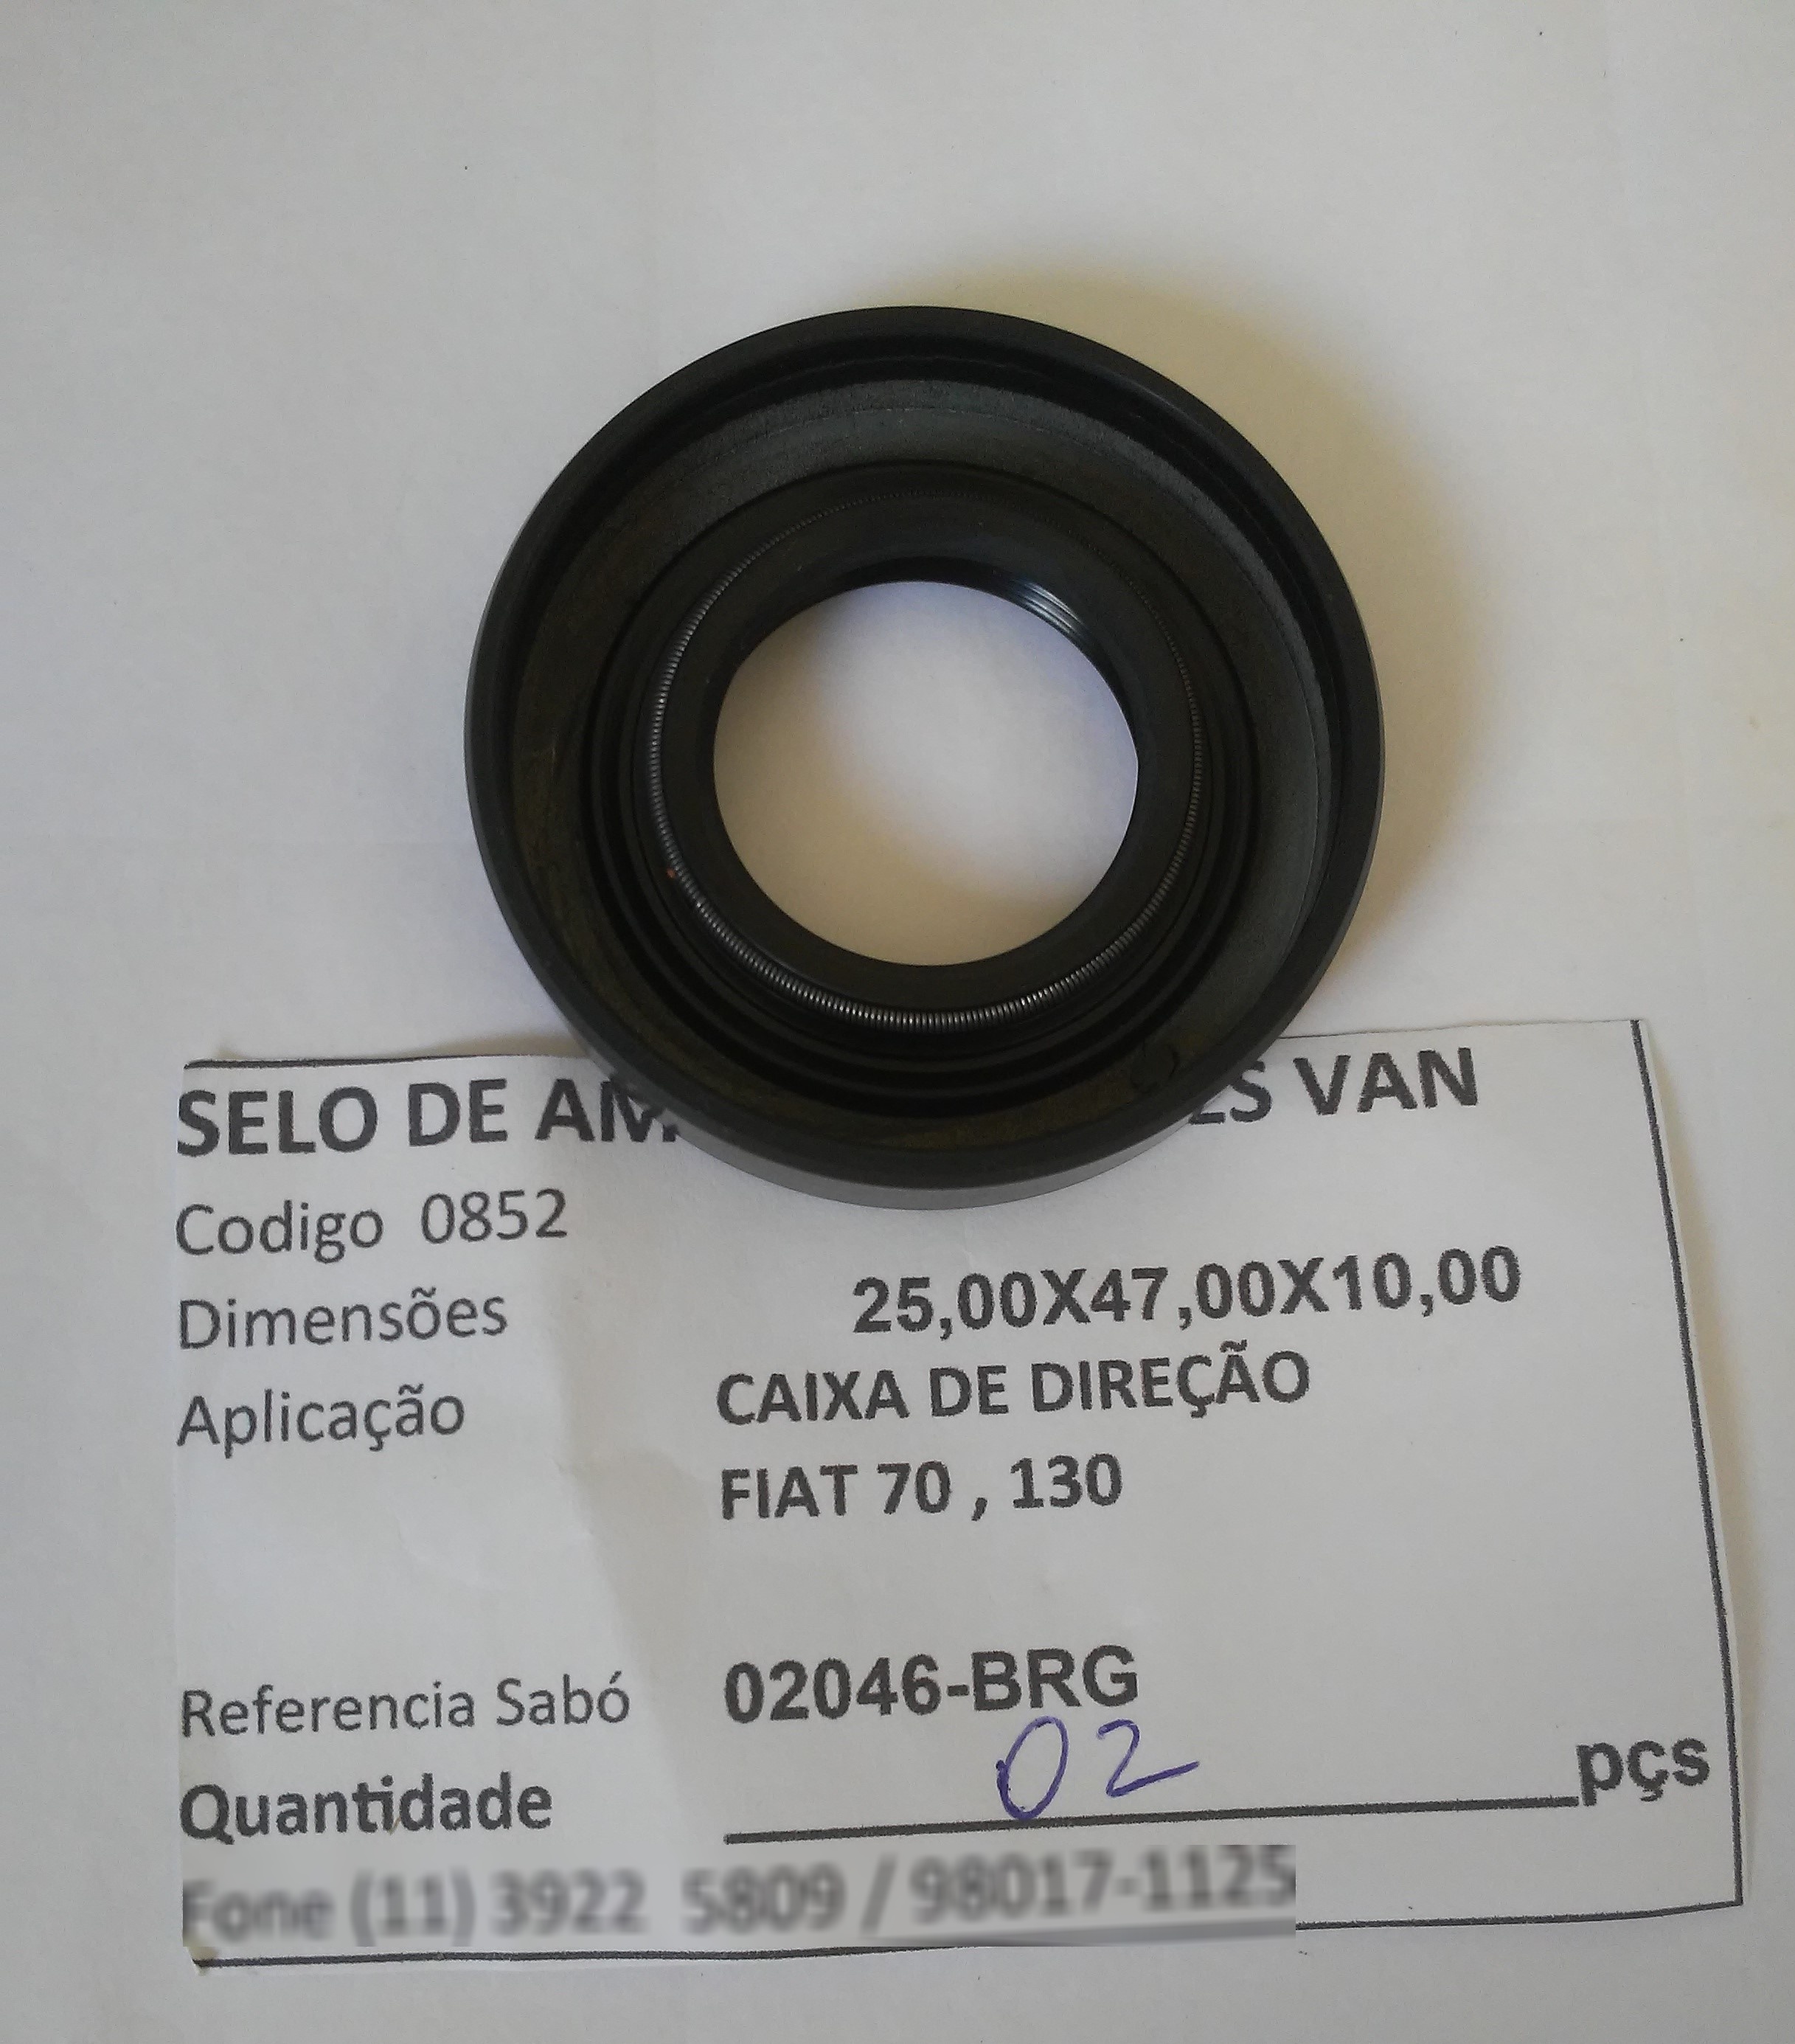 SELO DE AM ES VAN
Codigo 0852
Dimensões 25,00X47,00X10,00
Aplicação CAIXA DE DIREÇÃO
FIAT 70 , 130
Referencia Sabó 02046-BRG
Quantidade 02 pçs